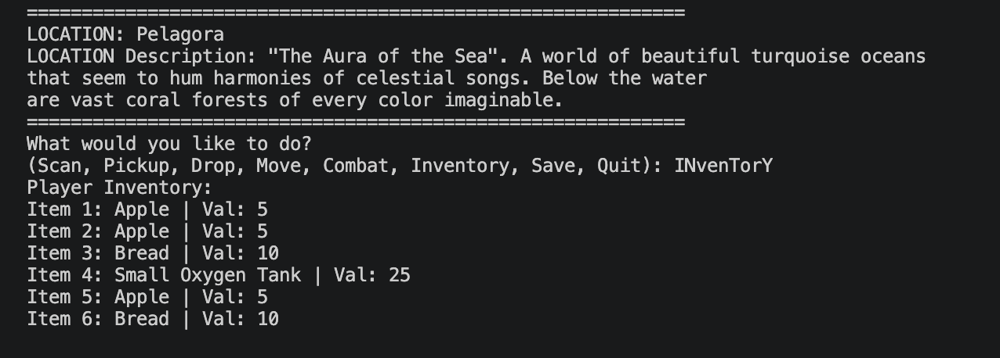 ============================================================
LOCATION: Pelagora
LOCATION Description: "The Aura of the Sea". A world of beautiful turquoise oceans
that seem to hum harmonies of celestial songs. Below the water
are vast coral forests of every color imaginable.
============================================================
What would you like to do?
(Scan, Pickup, Drop, Move, Combat, Inventory, Save, Quit): INvenTorY
Player Inventory:
Item 1: Apple | Val: 5
Item 2: Apple | Val: 5
Item 3: Bread | Val: 10
Item 4: Small Oxygen Tank | Val: 25
Item 5: Apple | Val: 5
Item 6: Bread | Val: 10